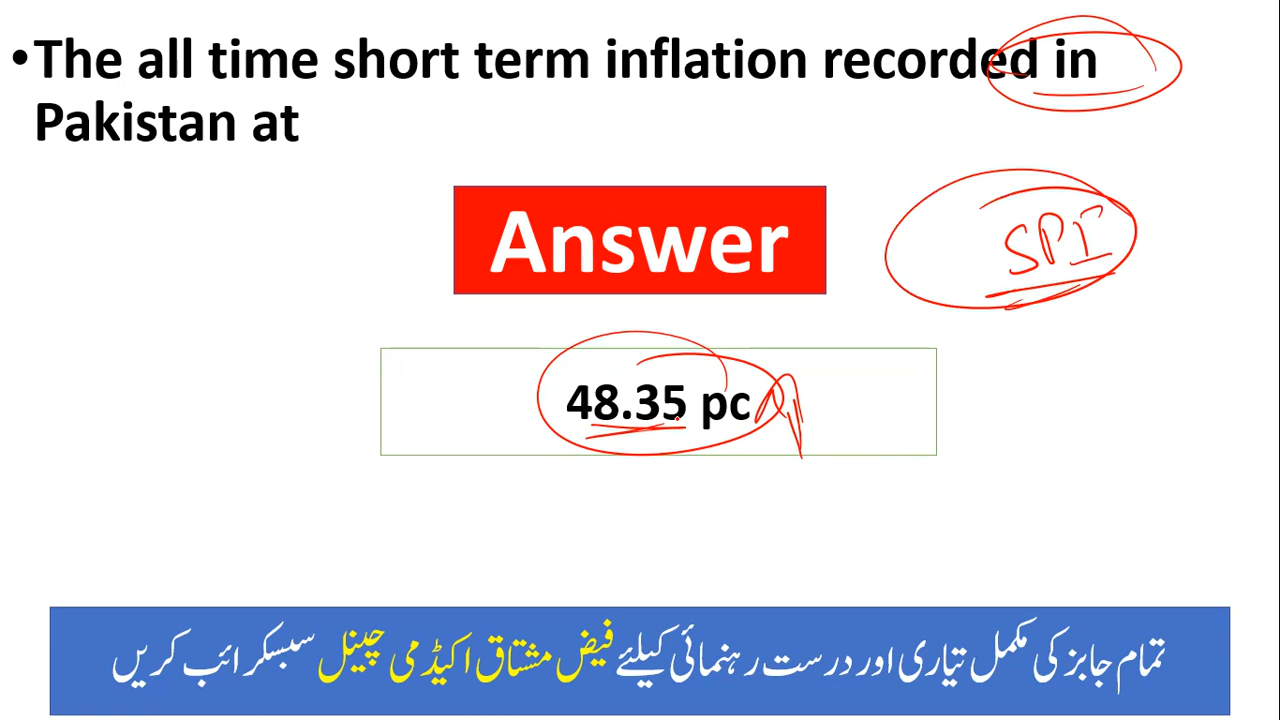 •The all time short term inflation recorded in
Pakistan at
Answer
SPI
48.35 pc
تمام جابز کی مکمل تیاری اور درست رہنمائی کیلئے فیض مشتاق اکیڈمی چینل سبسکرائب کریں